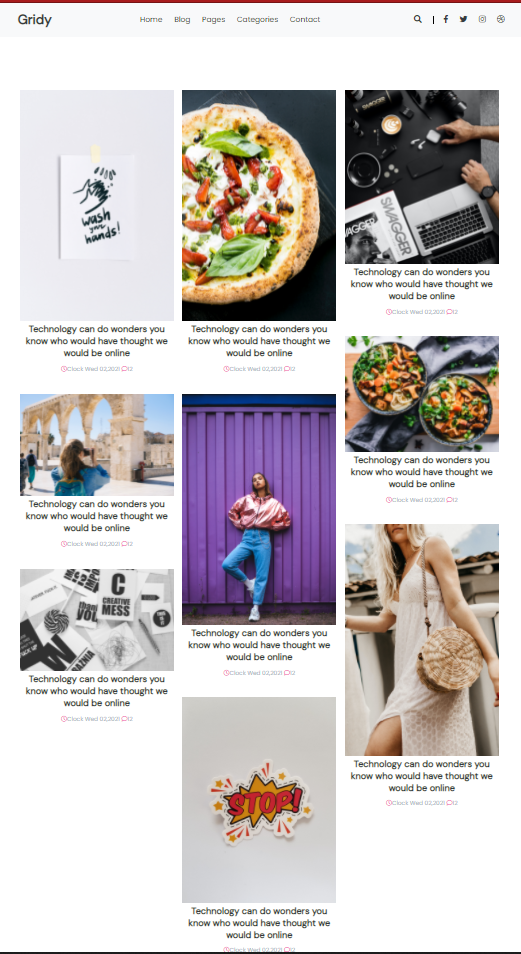 Gridy
Home Blog Pages Categories Contact
wash
your
hands!
Technology can do wonders you
know who would have thought we
would be online
Clock Wed 02,2021 12
Technology can do wonders you
know who would have thought we
would be online
Clock Wed 02,2021 12
CREATIVE
MESS
Technology can do wonders you
know who would have thought we
would be online
Clock Wed 02,2021 12
Technology can do wonders you
know who would have thought we
would be online
Clock Wed 02,2021 12
Technology can do wonders you
know who would have thought we
would be online
Clock Wed 02,2021 12
STOP!
Technology can do wonders you
know who would have thought we
would be online
Clock Wed 02,2021 12
SWAGGER
SWAGGER
Technology can do wonders you
know who would have thought we
would be online
Clock Wed 02,2021 12
Technology can do wonders you
know who would have thought we
would be online
Clock Wed 02,2021 12
Technology can do wonders you
know who would have thought we
would be online
Clock Wed 02,2021 12